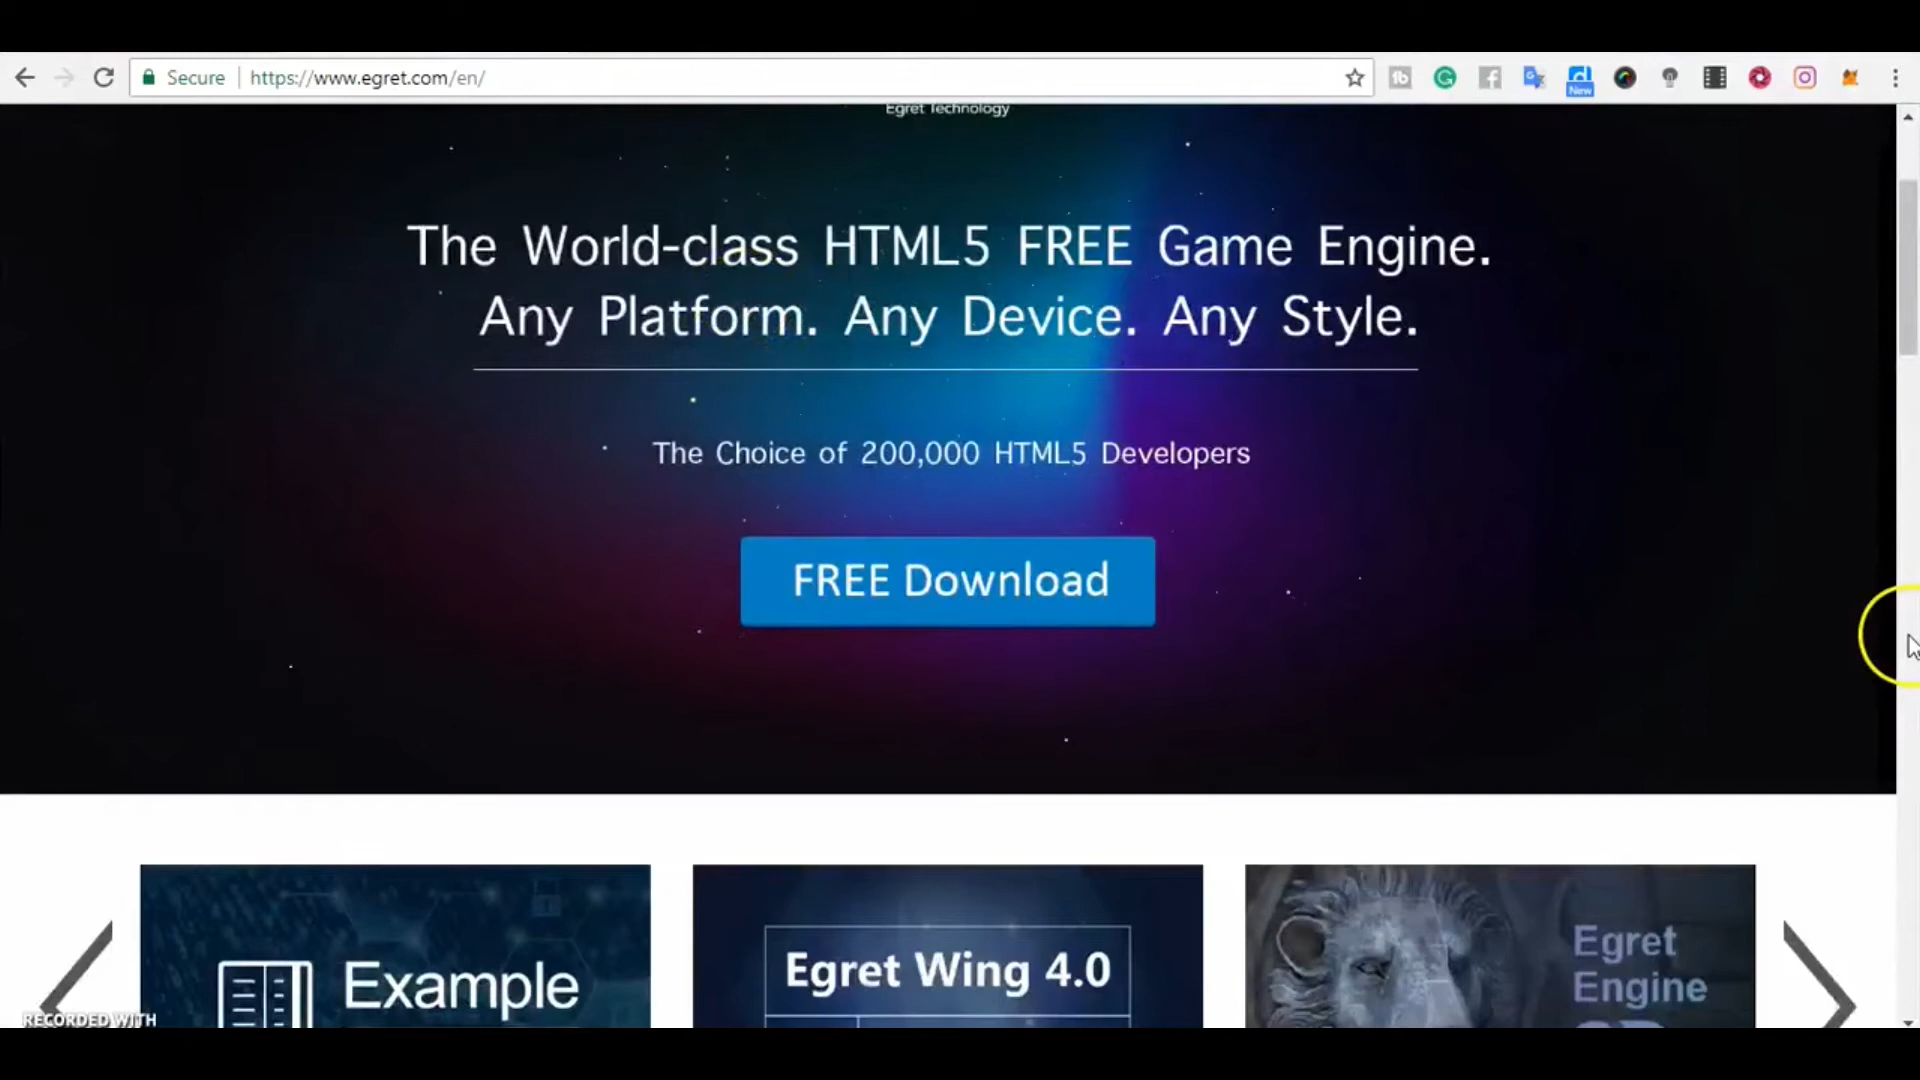 Secure https://www.egret.com/en/
New
Egret Technology
The World-class HTML5 FREE Game Engine.
Any Platform. Any Device. Any Style.
The Choice of 200,000 HTML5 Developers
FREE Download
Example
Egret Wing 4.0
Egret
Engine
RECORDED WITH